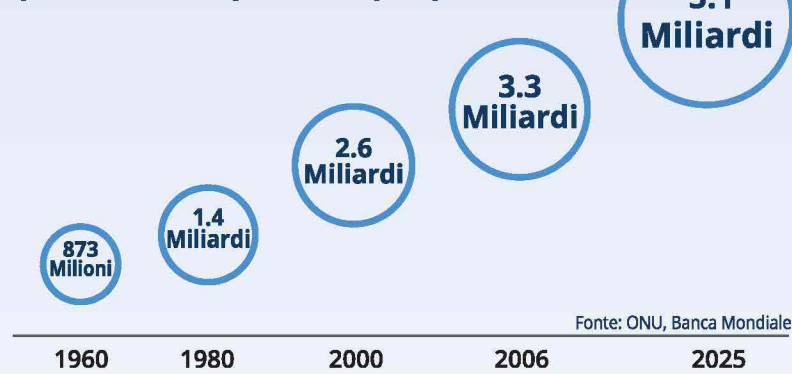 Miliardi
3.3
Miliardi
2.6
Miliardi
1.4
Miliardi
873
Milioni
Fonte: ONU, Banca Mondiale
1960 1980 2000 2006 2025